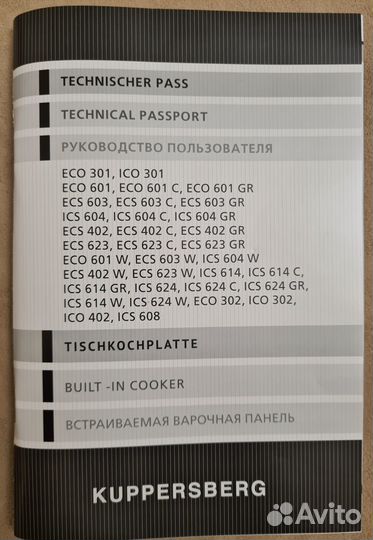 TECHNISCHER PASS
TECHNICAL PASSPORT
РУКОВОДСТВО ПОЛЬЗОВАТЕЛЯ
ECO 301, ICO 301
ECO 601, ECO 601 C, ECO 601 GR
ECS 603, ECS 603 C, ECS 603 GR
ICS 604, ICS 604 C, ICS 604 GR
ECS 402, ECS 402 C, ECS 402 GR
ECS 623, ECS 623 C, ECS 623 GR
ECO 601 W, ECS 603 W, ICS 604 W
ECS 402 W, ECS 623 W, ICS 614, ICS 614 C,
ICS 614 GR, ICS 624, ICS 624 C, ICS 624 GR,
ICS 614 W, ICS 624 W, ECO 302, ICO 302,
ICO 402, ICS 608
TISCHKOCHPLATTE
BUILT -IN COOKER
ВСТРАИВАЕМАЯ ВАРОЧНАЯ ПАНЕЛЬ
KUPPERSBERG
Avito